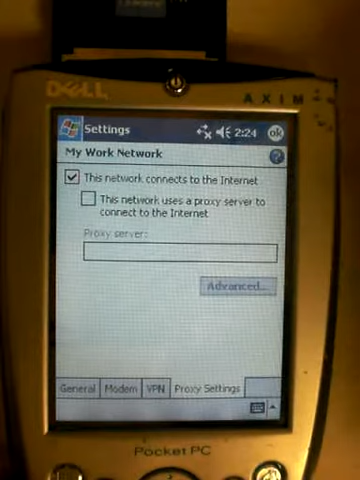 DELL
AXIM
Settings
2:24
ok
My Work Network
?
This network connects to the Internet
This network uses a proxy server to
connect to the Internet
Proxy server:
Advanced...
General
Modem
VPN
Proxy Settings
Pocket PC